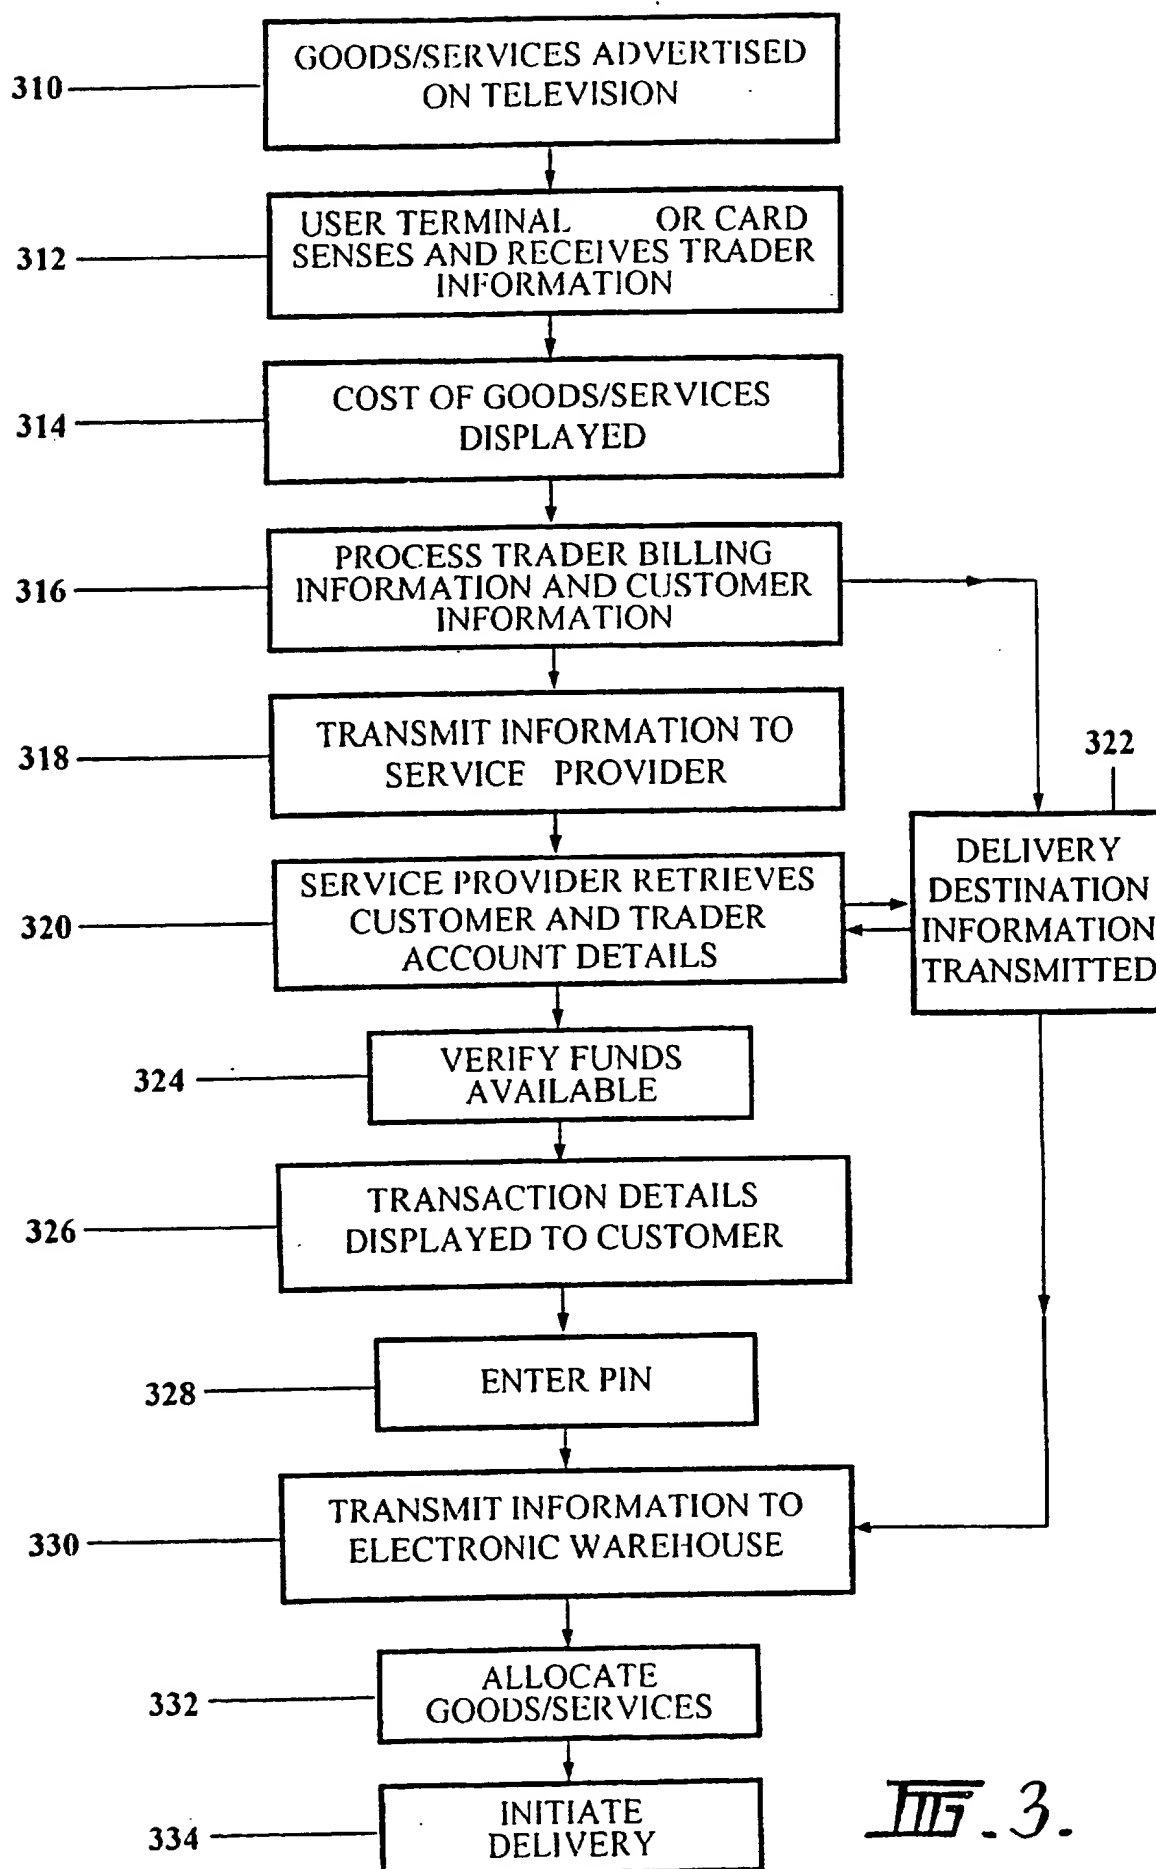 GOODS/SERVICES ADVERTISED
ON TELEVISION
310
USER TERMINAL OR CARD
SENSES AND RECEIVES TRADER
INFORMATION
312
COST OF GOODS/SERVICES
DISPLAYED
314
PROCESS TRADER BILLING
INFORMATION AND CUSTOMER
INFORMATION
316
TRANSMIT INFORMATION TO
SERVICE PROVIDER
318
322
DELIVERY
DESTINATION
INFORMATION
TRANSMITTED
SERVICE PROVIDER RETRIEVES
CUSTOMER AND TRADER
ACCOUNT DETAILS
320
VERIFY FUNDS
AVAILABLE
324
TRANSACTION DETAILS
DISPLAYED TO CUSTOMER
326
ENTER PIN
328
TRANSMIT INFORMATION TO
ELECTRONIC WAREHOUSE
330
ALLOCATE
GOODS/SERVICES
332
INITIATE
DELIVERY
334
FIG. 3.